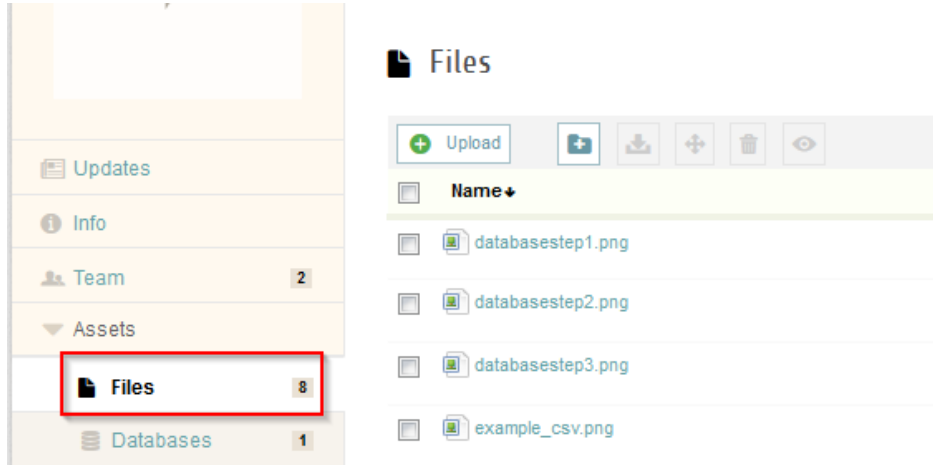 Updates
Info
Team 2
Assets
Files 8
Databases 1
Files
Upload
Name
databasestep1.png
databasestep2.png
databasestep3.png
example_csv.png